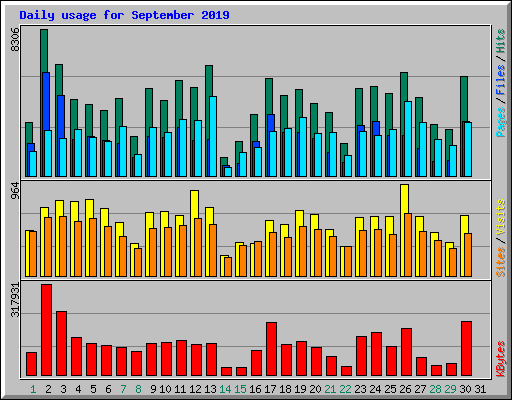 Daily usage for September 2019
8306
Pages / Files / Hits
964
Sites / Visits
317931
KBytes
1 2 3 4 5 6 7 8 9 10 11 12 13 14 15 16 17 18 19 20 21 22 23 24 25 26 27 28 29 30 31